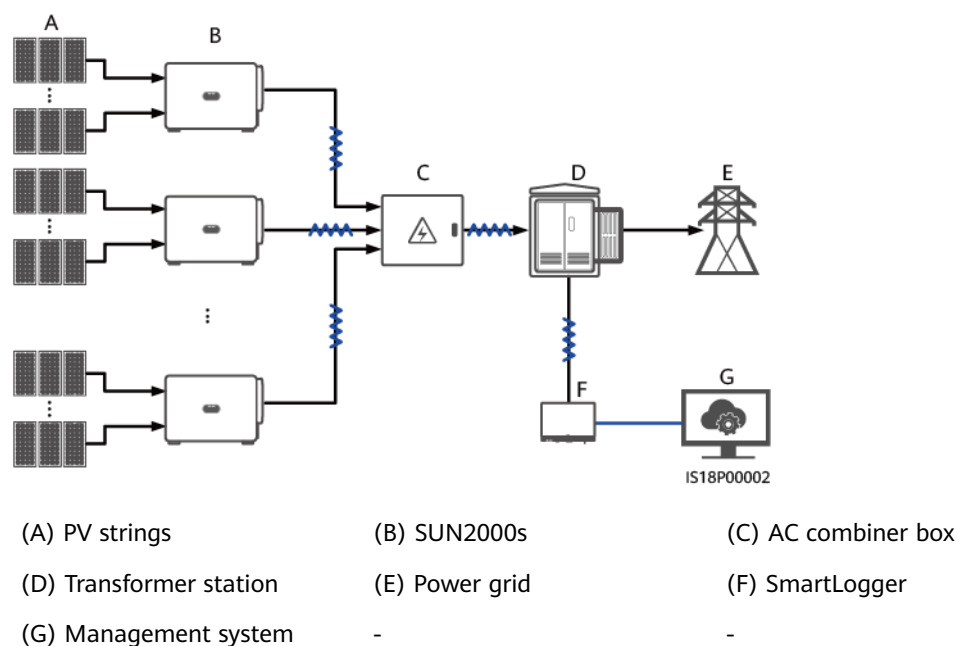 A
B
C
D
E
F
G
IS18P00002
(A) PV strings (B) SUN2000s (C) AC combiner box
(D) Transformer station (E) Power grid (F) SmartLogger
(G) Management system - -